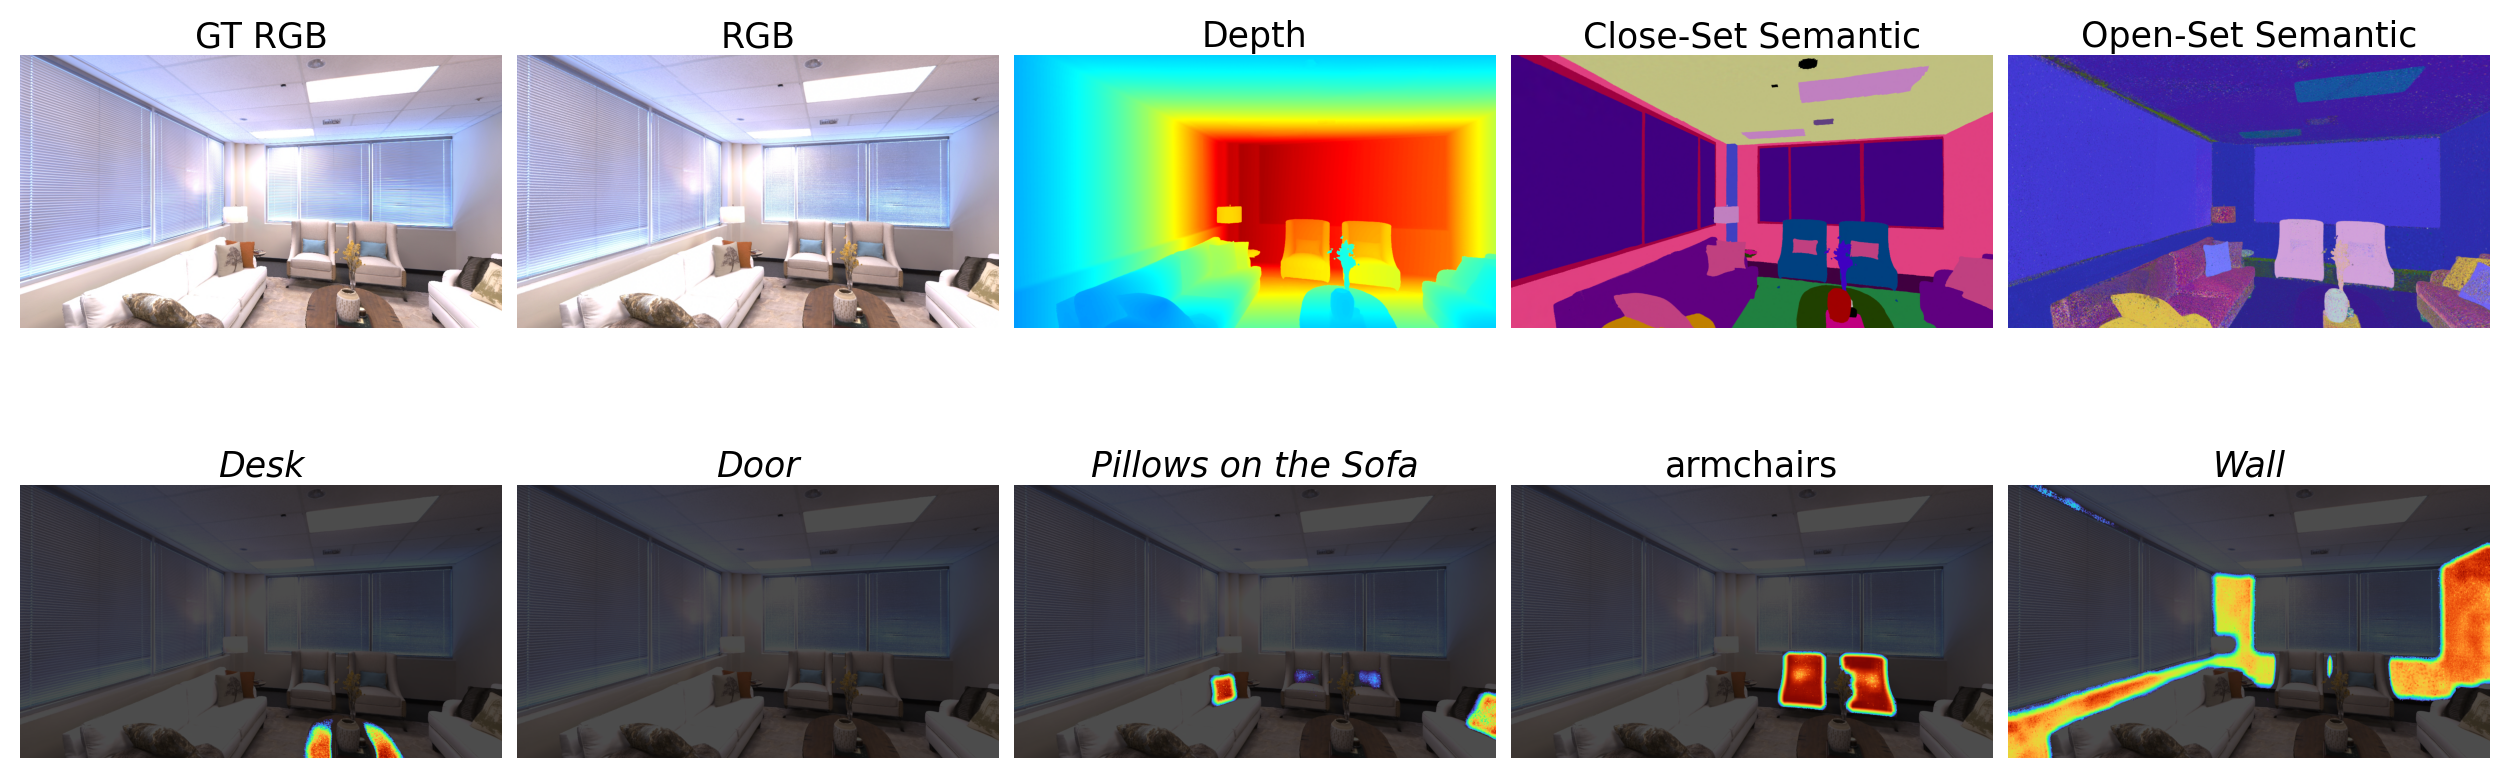 GT RGB
RGB
Depth
Close-Set Semantic
Open-Set Semantic
Desk
Door
Pillows on the Sofa
armchairs
Wall